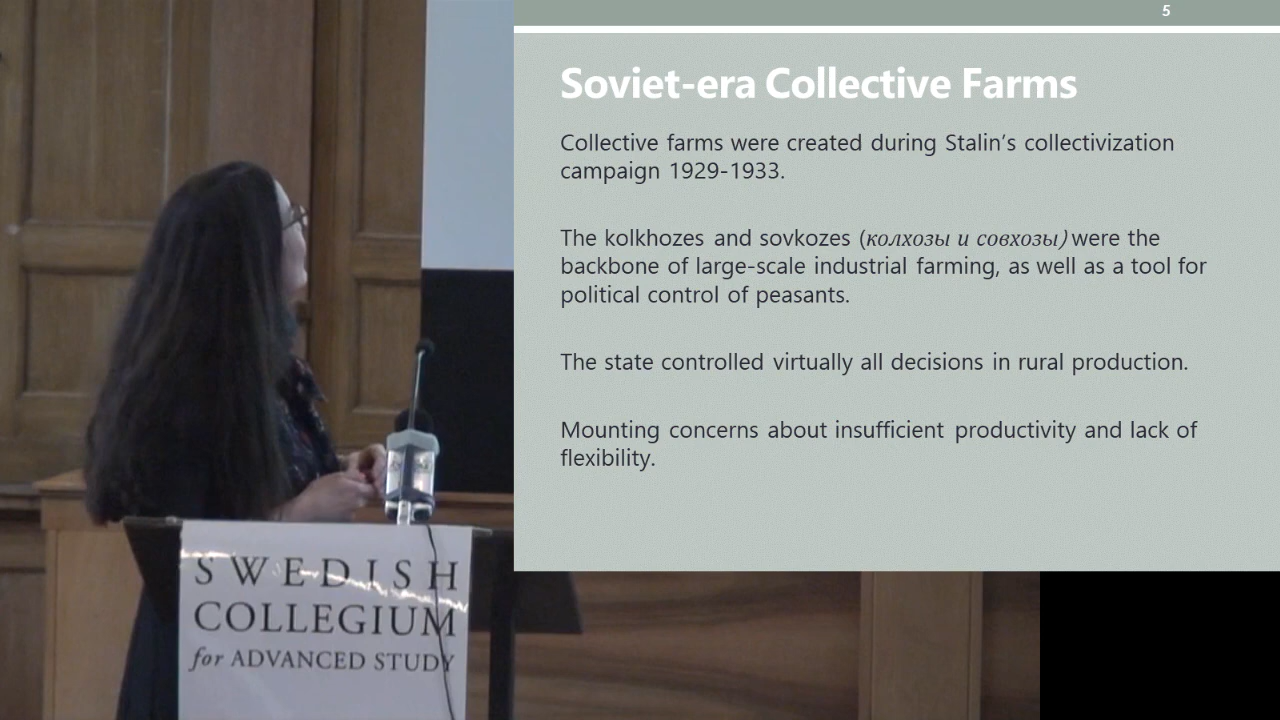 5
Soviet-era Collective Farms
Collective farms were created during Stalin's collectivization
campaign 1929-1933.
The kolkhozes and sovkozes (колхозы и совхозы) were the
backbone of large-scale industrial farming, as well as a tool for
political control of peasants.
The state controlled virtually all decisions in rural production.
Mounting concerns about insufficient productivity and lack of
flexibility.
SWEDISH
COLLEGIUM
for ADVANCED STUDY